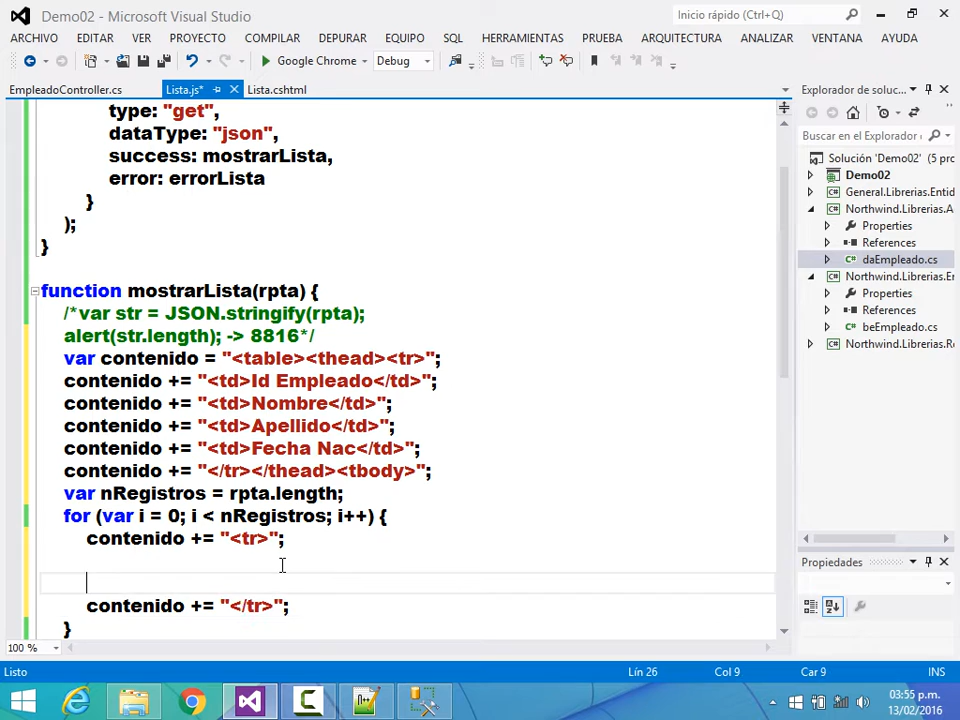 Demo02 - Microsoft Visual Studio
Inicio rápido (Ctrl+Q)
ARCHIVO EDITAR VER PROYECTO COMPILAR DEPURAR EQUIPO SQL HERRAMIENTAS PRUEBA ARQUITECTURA ANALIZAR VENTANA AYUDA
Google Chrome Debug
EmpleadoController.cs Lista.js* Lista.cshtml
type: "get",
dataType: "json",
success: mostrarLista,
error: errorLista
}
);
}
function mostrarLista(rpta) {
/*var str = JSON.stringify(rpta);
alert(str.length); -> 8816*/
var contenido = "<table><thead><tr>";
contenido += "<td>Id Empleado</td>";
contenido += "<td>Nombre</td>";
contenido += "<td>Apellido</td>";
contenido += "<td>Fecha Nac</td>";
contenido += "</tr></thead><tbody>";
var nRegistros = rpta.length;
for (var i = 0; i < nRegistros; i++) {
contenido += "<tr>";
contenido += "</tr>";
}
100 %
Explorador de soluc...
Buscar en el Explorador
Solución 'Demo02' (5 pro
Demo02
General.Librerias.Entid
Northwind.Librerias.A
Properties
References
daEmpleado.cs
Northwind.Librerias.Er
Properties
References
beEmpleado.cs
Northwind.Librerias.Re
Propiedades
Listo Lín 26 Col 9 Car 9 INS
03:55 p.m.
13/02/2016